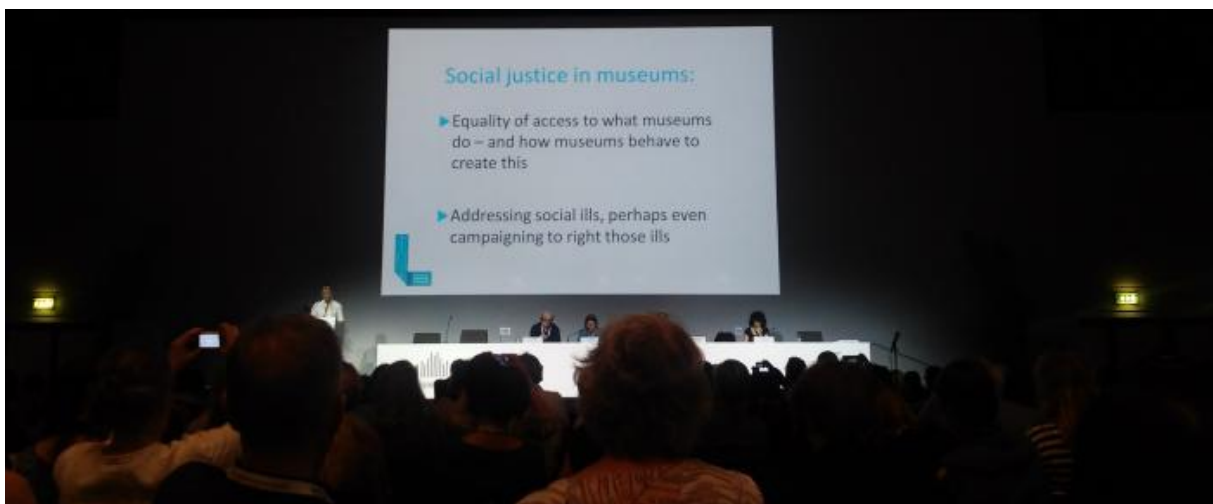 Social justice in museums:
Equality of access to what museums
do – and how museums behave to
create this
Addressing social ills, perhaps even
campaigning to right those ills